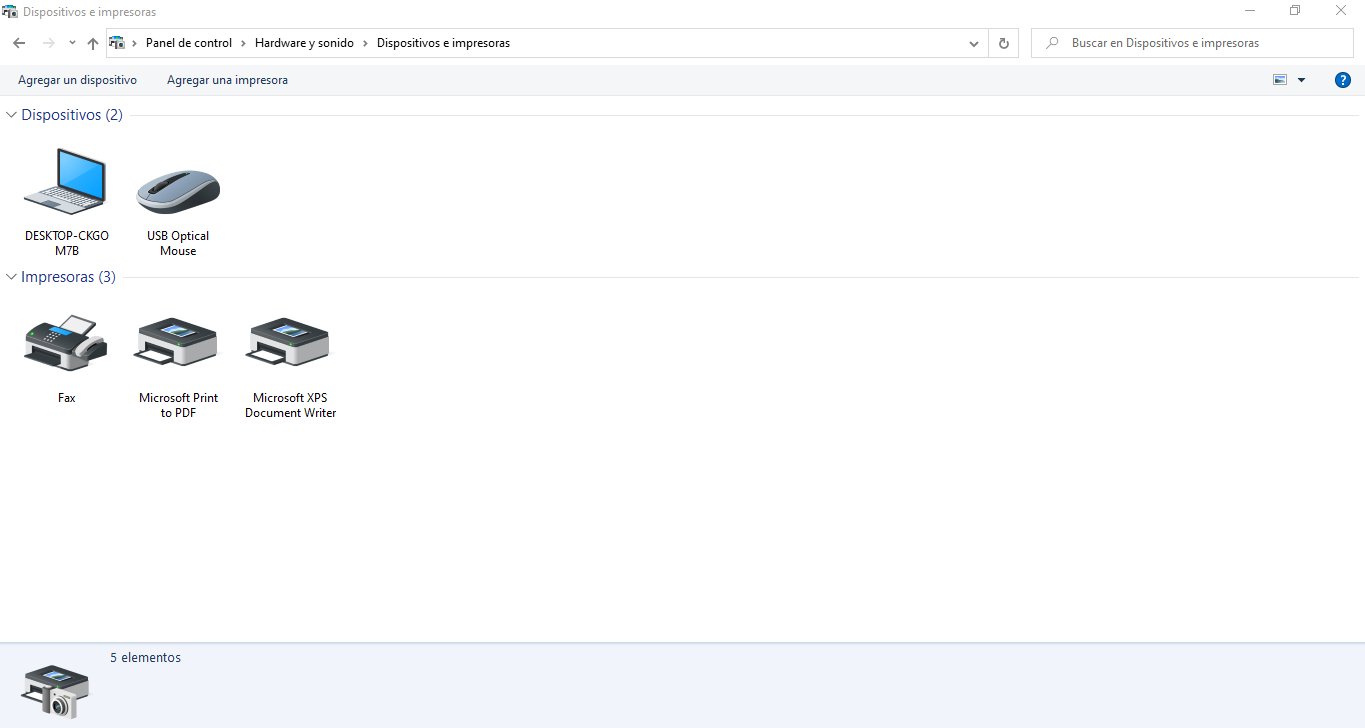 Dispositivos e impresoras
Panel de control > Hardware y sonido > Dispositivos e impresoras
Buscar en Dispositivos e impresoras
Agregar un dispositivo Agregar una impresora
?
Dispositivos (2)
DESKTOP-CKGO
M7B
USB Optical
Mouse
Impresoras (3)
Fax
Microsoft Print
to PDF
Microsoft XPS
Document Writer
5 elementos